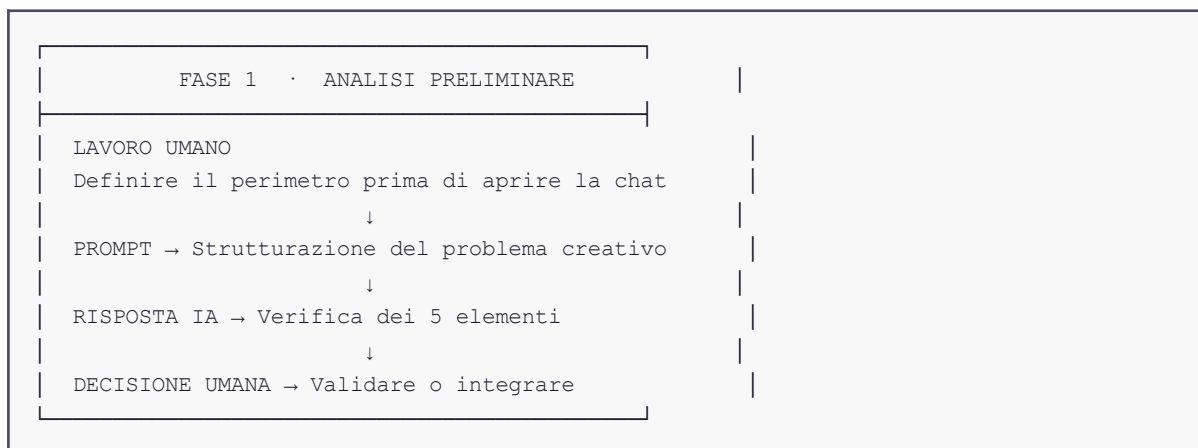 FASE 1 · ANALISI PRELIMINARE
LAVORO UMANO
Definire il perimetro prima di aprire la chat
↓
PROMPT → Strutturazione del problema creativo
↓
RISPOSTA IA → Verifica dei 5 elementi
↓
DECISIONE UMANA → Validare o integrare